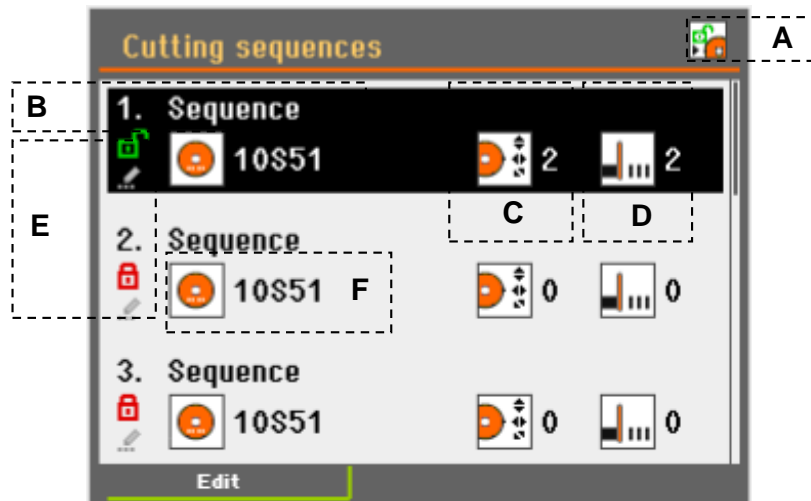 Cutting sequences
A
B
1. Sequence
10S51
2
2
C
D
E
2. Sequence
10S51
F
0
0
3. Sequence
10S51
0
0
Edit